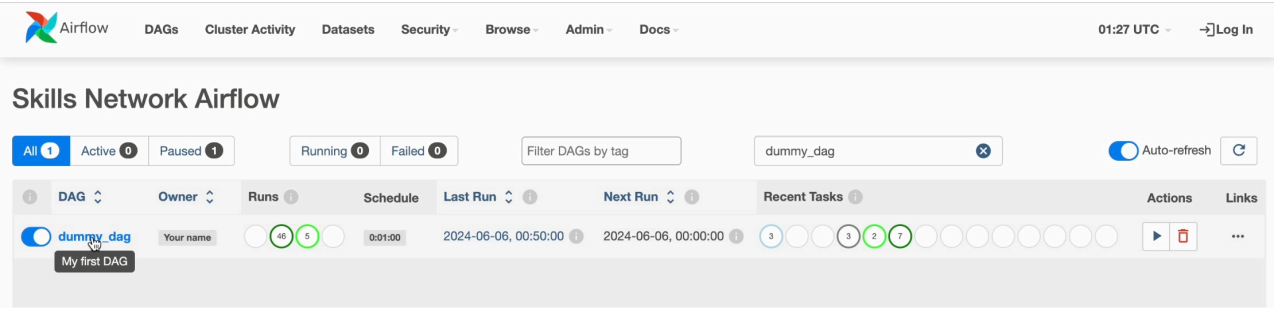 Airflow DAGs Cluster Activity Datasets Security Browse Admin Docs 01:27 UTC Log In
Skills Network Airflow
All 1 Active 0 Paused 1 Running 0 Failed 0 Filter DAGs by tag dummy_dag Auto-refresh C
DAG Owner Runs Schedule Last Run Next Run Recent Tasks Actions Links
dummy_dag Your name 46 5 0:01:00 2024-06-06, 00:50:00 2024-06-06, 00:00:00 3 3 2 7 ...
My first DAG